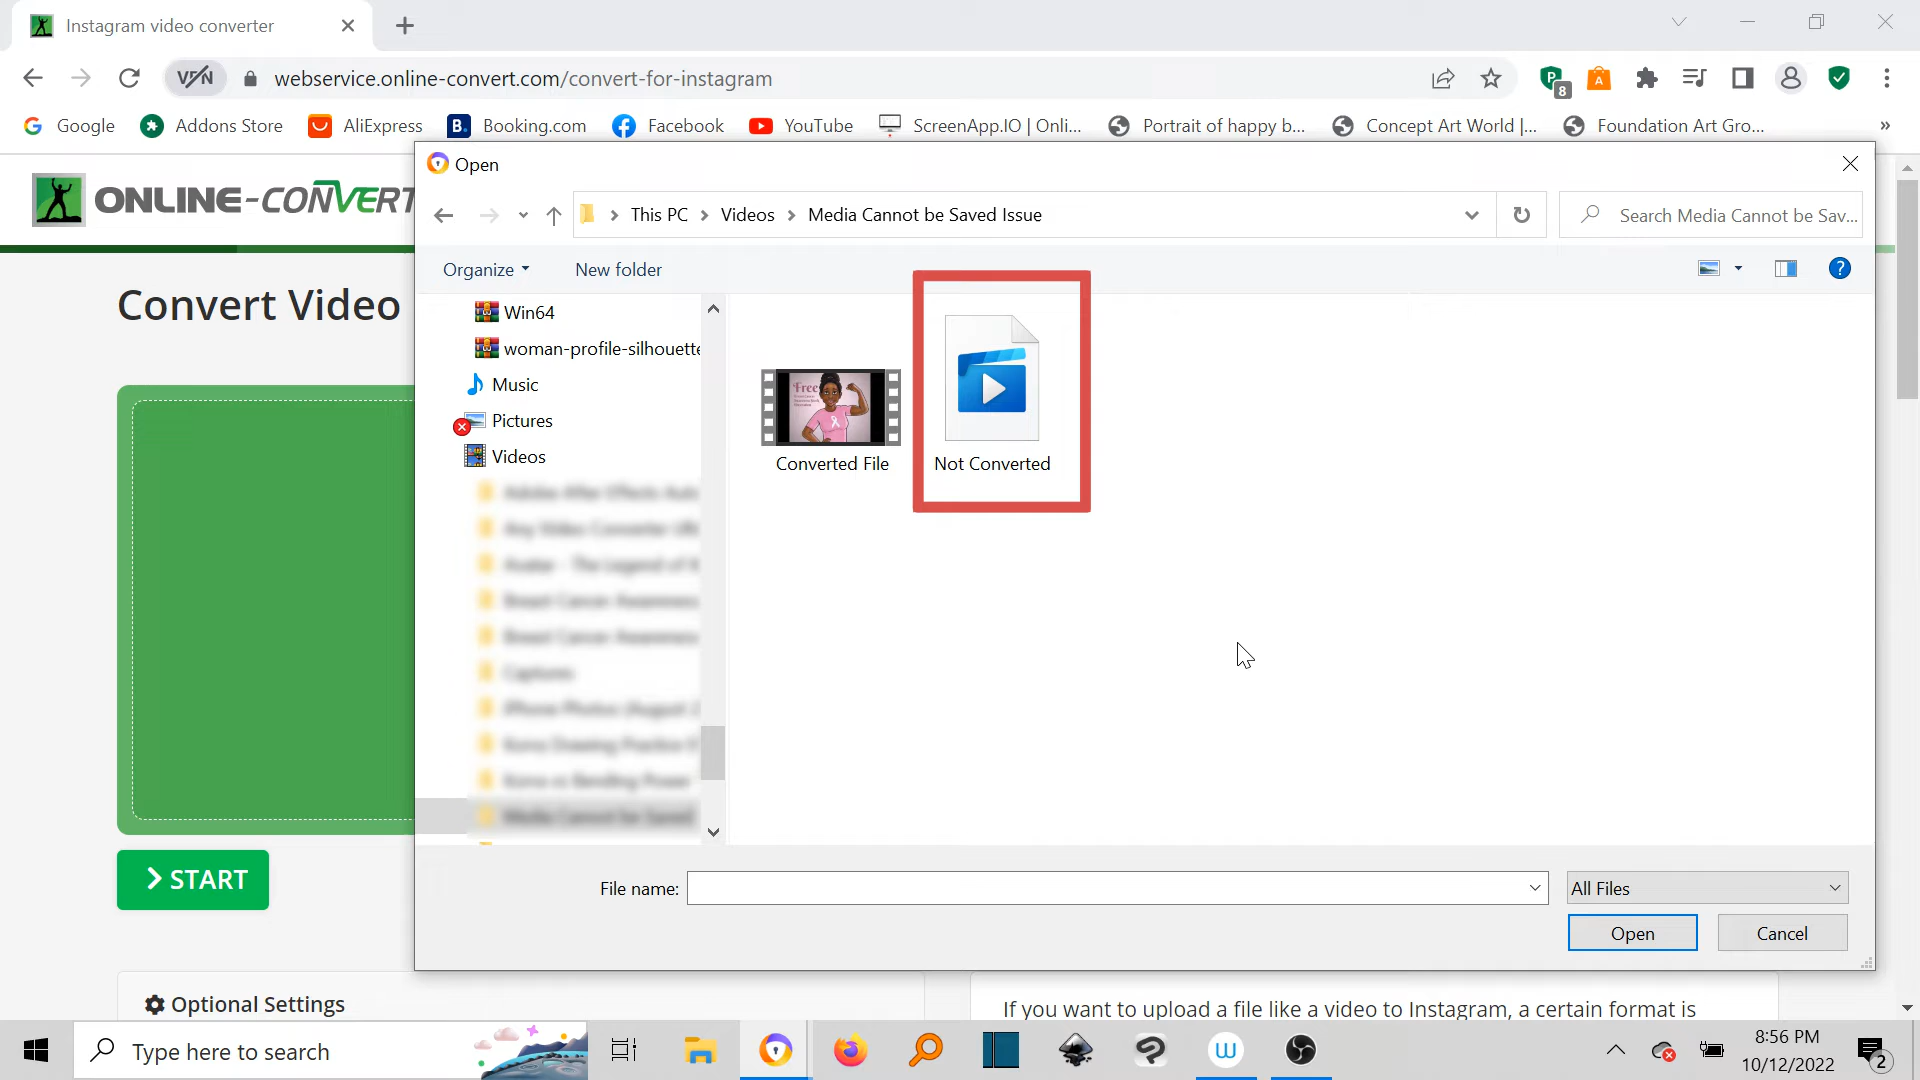 Instagram video converter
VPN
webservice.online-convert.com/convert-for-instagram
8
Google
Addons Store
AliExpress
B.
Booking.com
Facebook
YouTube
ScreenApp.IO | Onli...
Portrait of happy b...
Concept Art World |...
Foundation Art Gro...
»
ONLINE-CONVERT
Open
This PC
Videos
Media Cannot be Saved Issue
Search Media Cannot be Sav...
Organize
New folder
?
Convert Video
Win64
woman-profile-silhouette
Music
Pictures
Videos
Free
Converted File
Not Converted
START
File name:
All Files
Open
Cancel
Optional Settings
If you want to upload a file like a video to Instagram, a certain format is
Type here to search
8:56 PM
10/12/2022
2